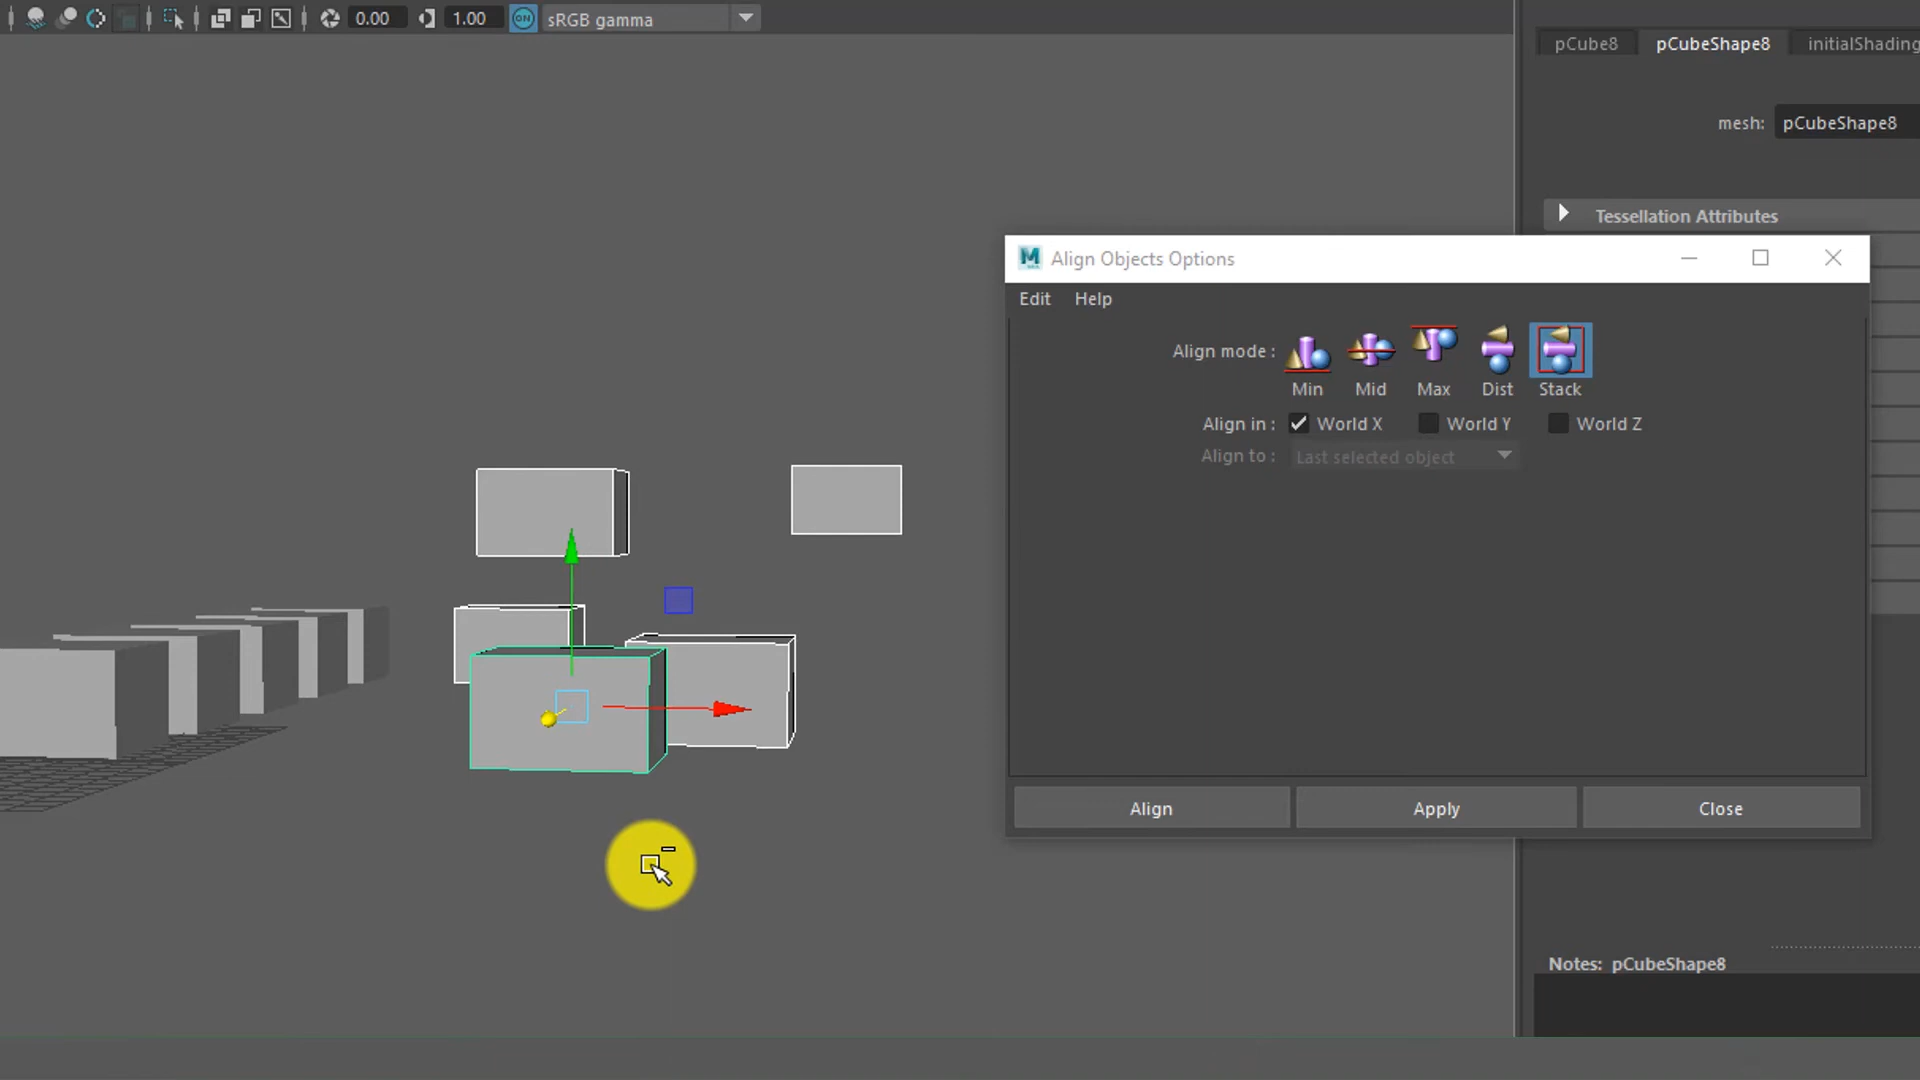 0.00 1.00 ON sRGB gamma
pCube8 pCubeShape8 initialShading
mesh: pCubeShape8
Tessellation Attributes
M Align Objects Options
Edit Help
Align mode :
Min Mid Max Dist Stack
Align in : World X World Y World Z
Align to : Last selected object
Align Apply Close
Notes: pCubeShape8